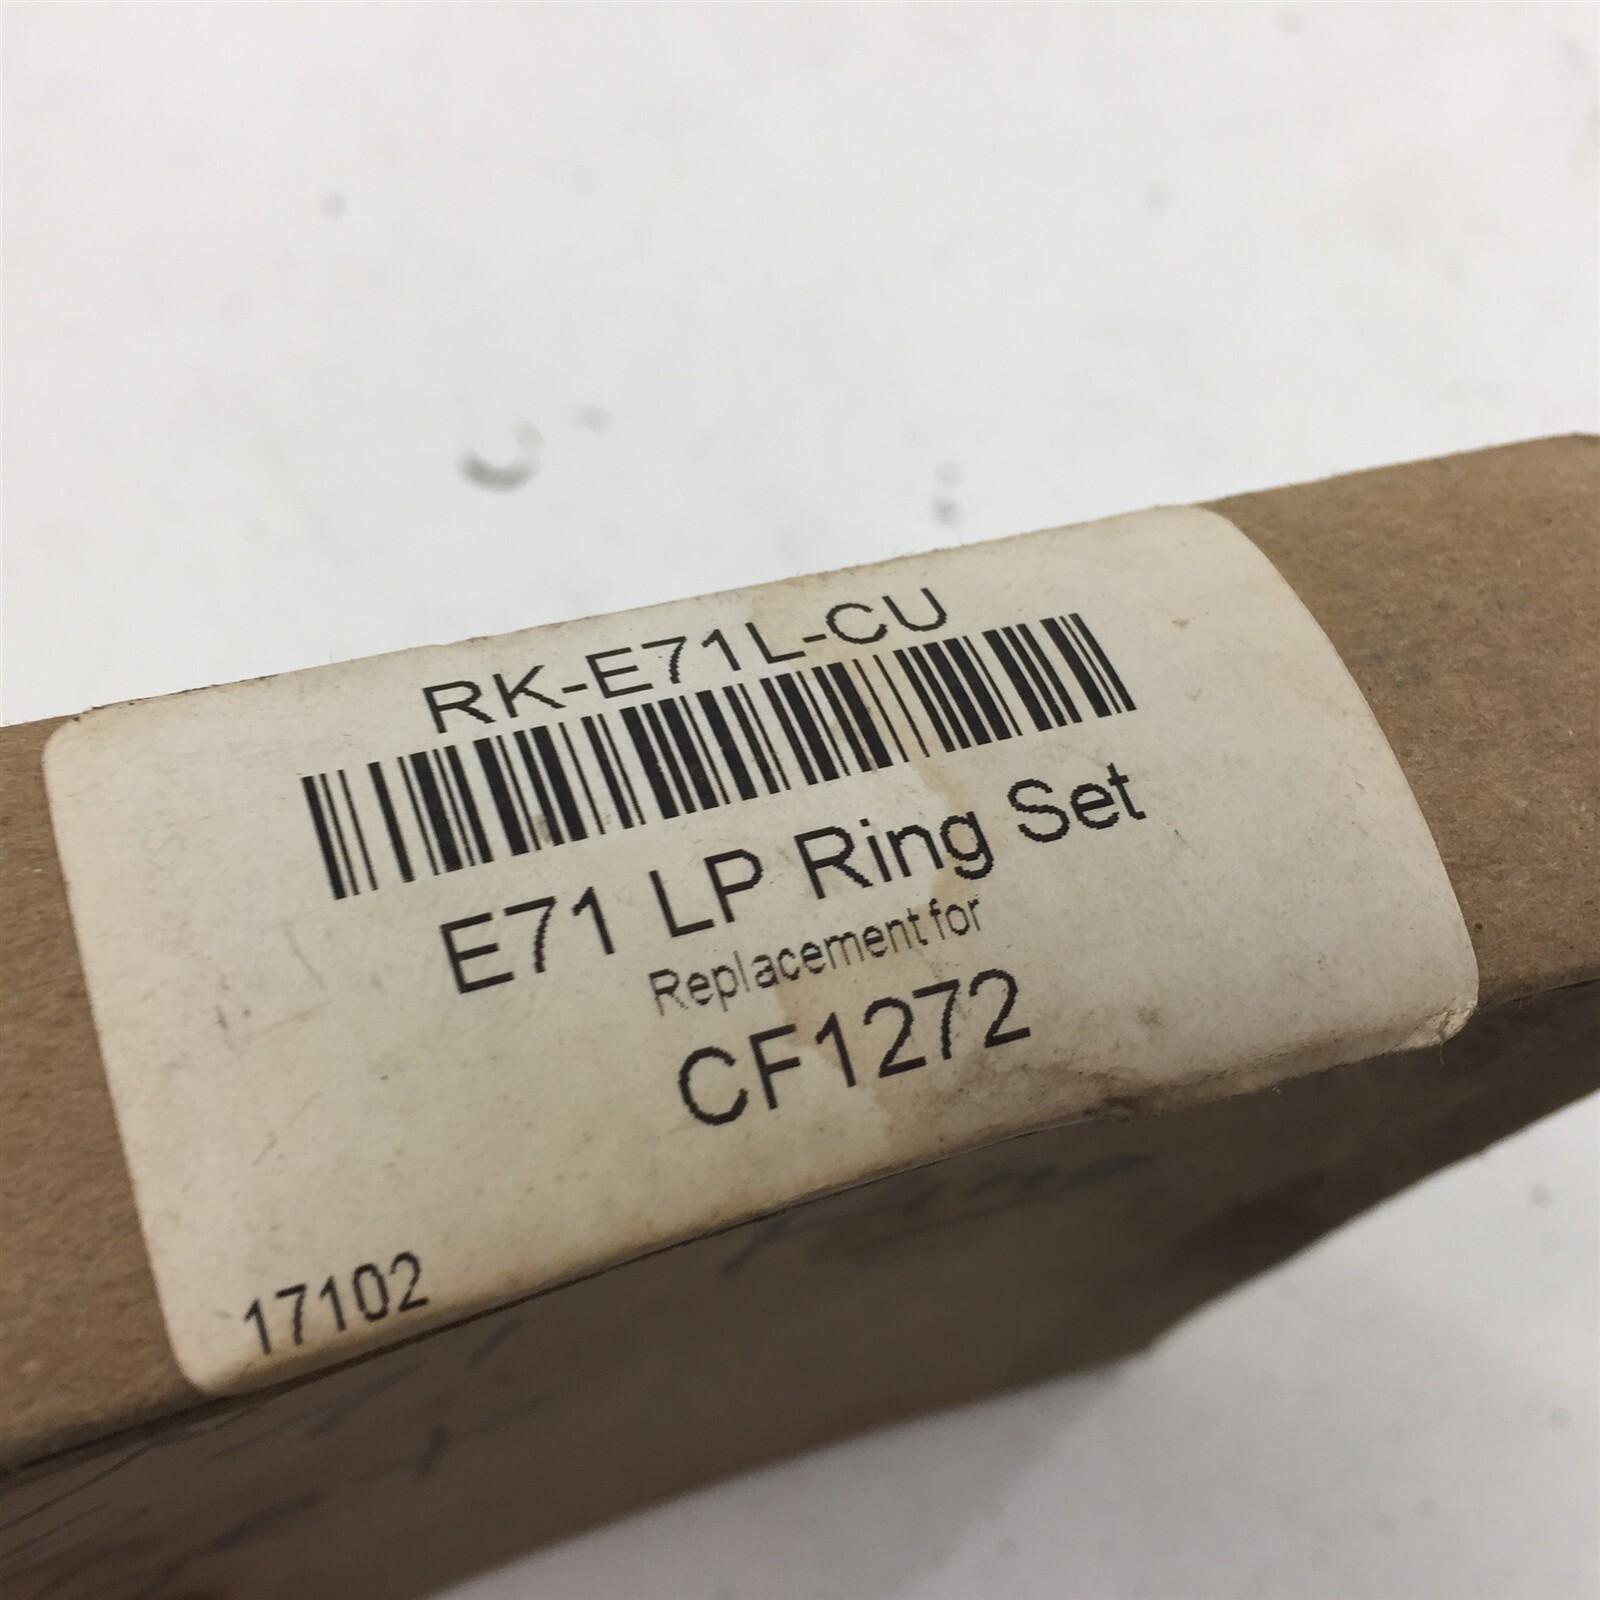 RK-E71L-CU
E71 LP Ring Set
Replacement for
CF1272
17102